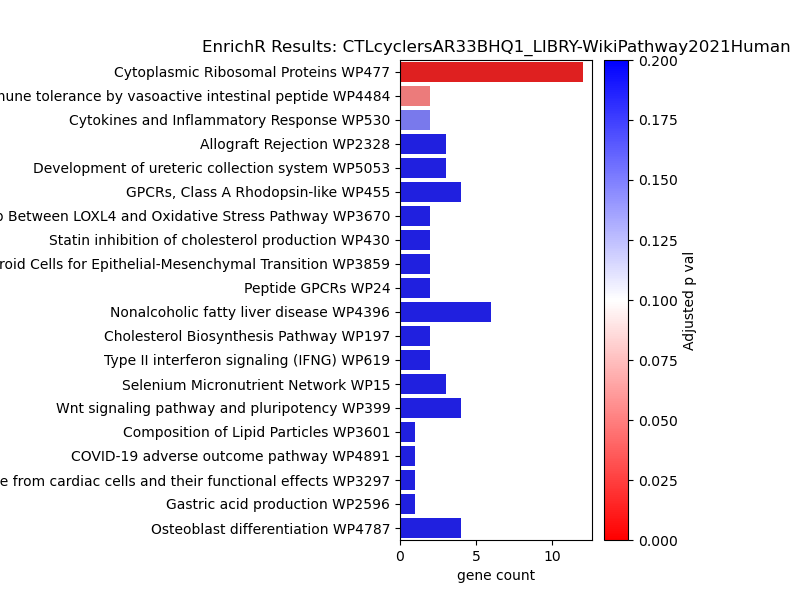 EnrichR Results: CTLcyclersAR33BHQ1_LIBRY-WikiPathway2021Human
Cytoplasmic Ribosomal Proteins WP477
immune tolerance by vasoactive intestinal peptide WP4484
Cytokines and Inflammatory Response WP530
Allograft Rejection WP2328
Development of ureteric collection system WP5053
GPCRs, Class A Rhodopsin-like WP455
Between LOXL4 and Oxidative Stress Pathway WP3670
Statin inhibition of cholesterol production WP430
Cells for Epithelial-Mesenchymal Transition WP3859
Peptide GPCRs WP24
Nonalcoholic fatty liver disease WP4396
Cholesterol Biosynthesis Pathway WP197
Type II interferon signaling (IFNG) WP619
Selenium Micronutrient Network WP15
Wnt signaling pathway and pluripotency WP399
Composition of Lipid Particles WP3601
COVID-19 adverse outcome pathway WP4891
from cardiac cells and their functional effects WP3297
Gastric acid production WP2596
Osteoblast differentiation WP4787
0 5 10
gene count
0.200
0.175
0.150
0.125
0.100
0.075
0.050
0.025
0.000
Adjusted p val